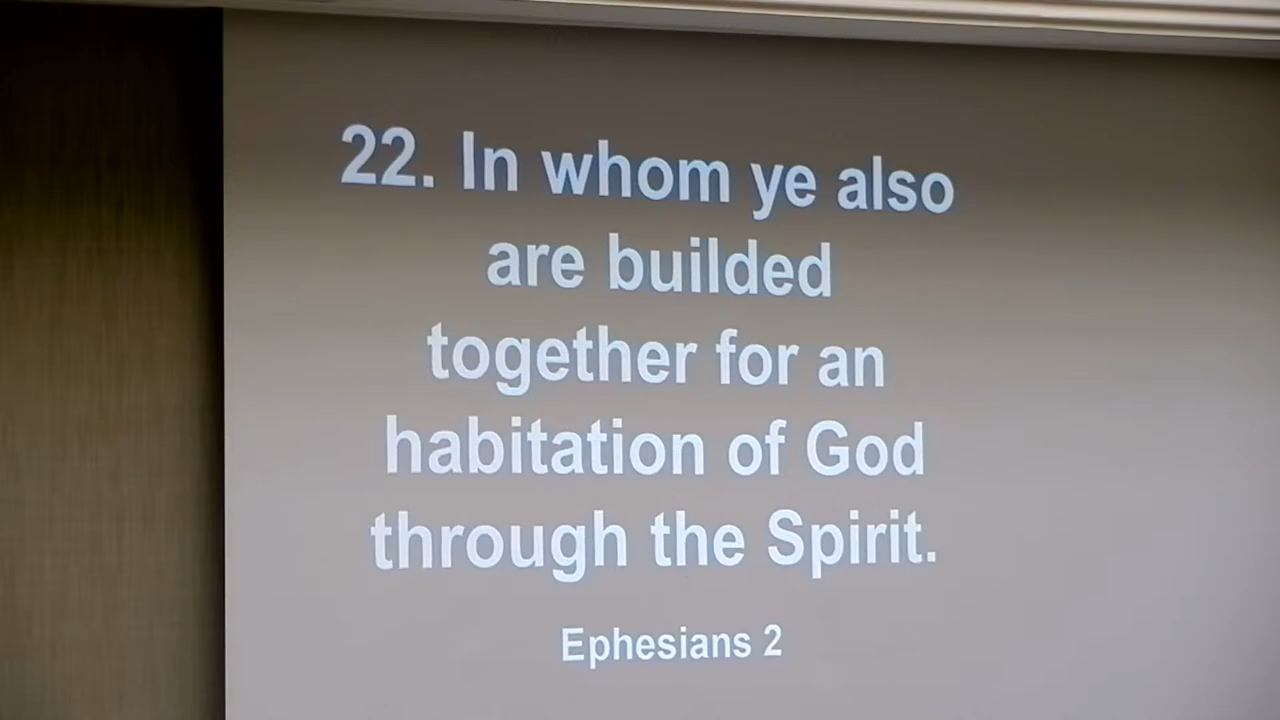 22. In whom ye also
are builded
together for an
habitation of God
through the Spirit.
Ephesians 2